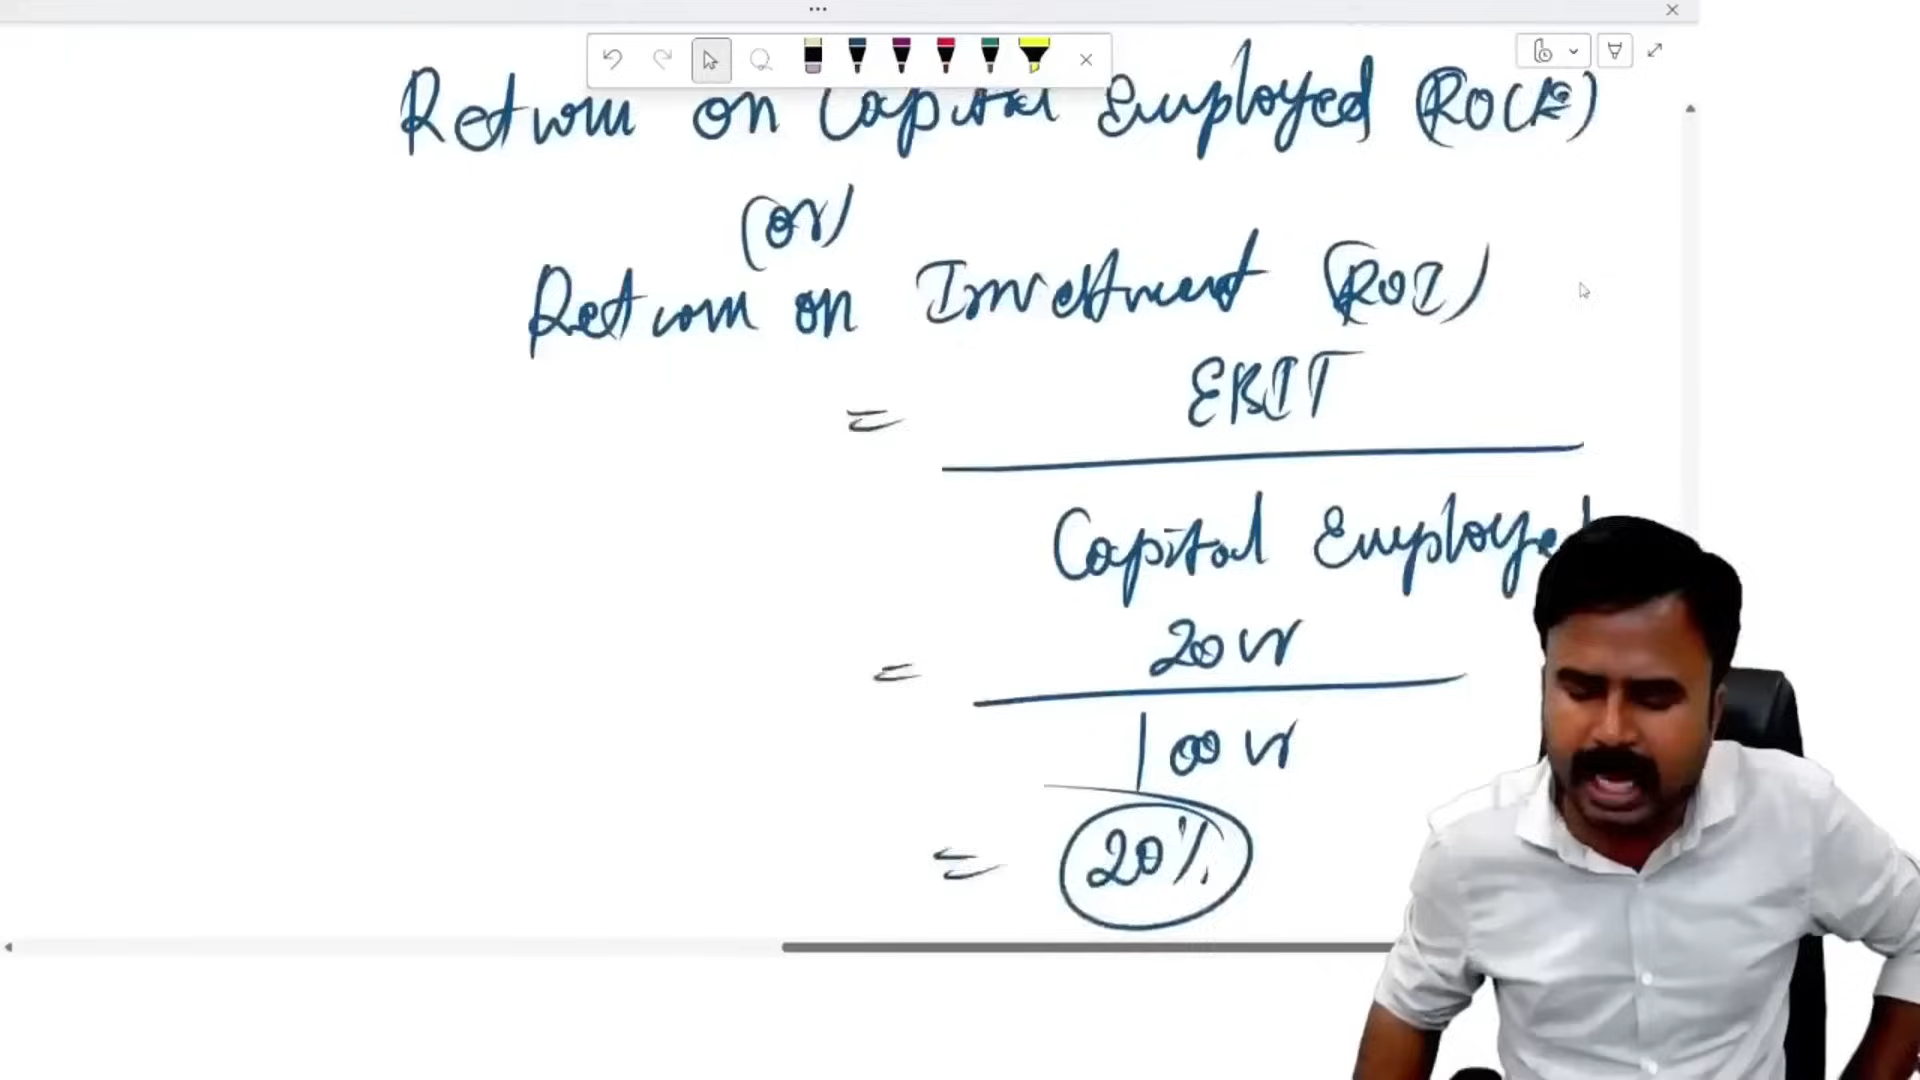 Return on Capital Employed (ROCE)
(or)
Return on Investment (ROI)
= EBIT
Capital Employed
= 20 cr
100 cr
= 20%